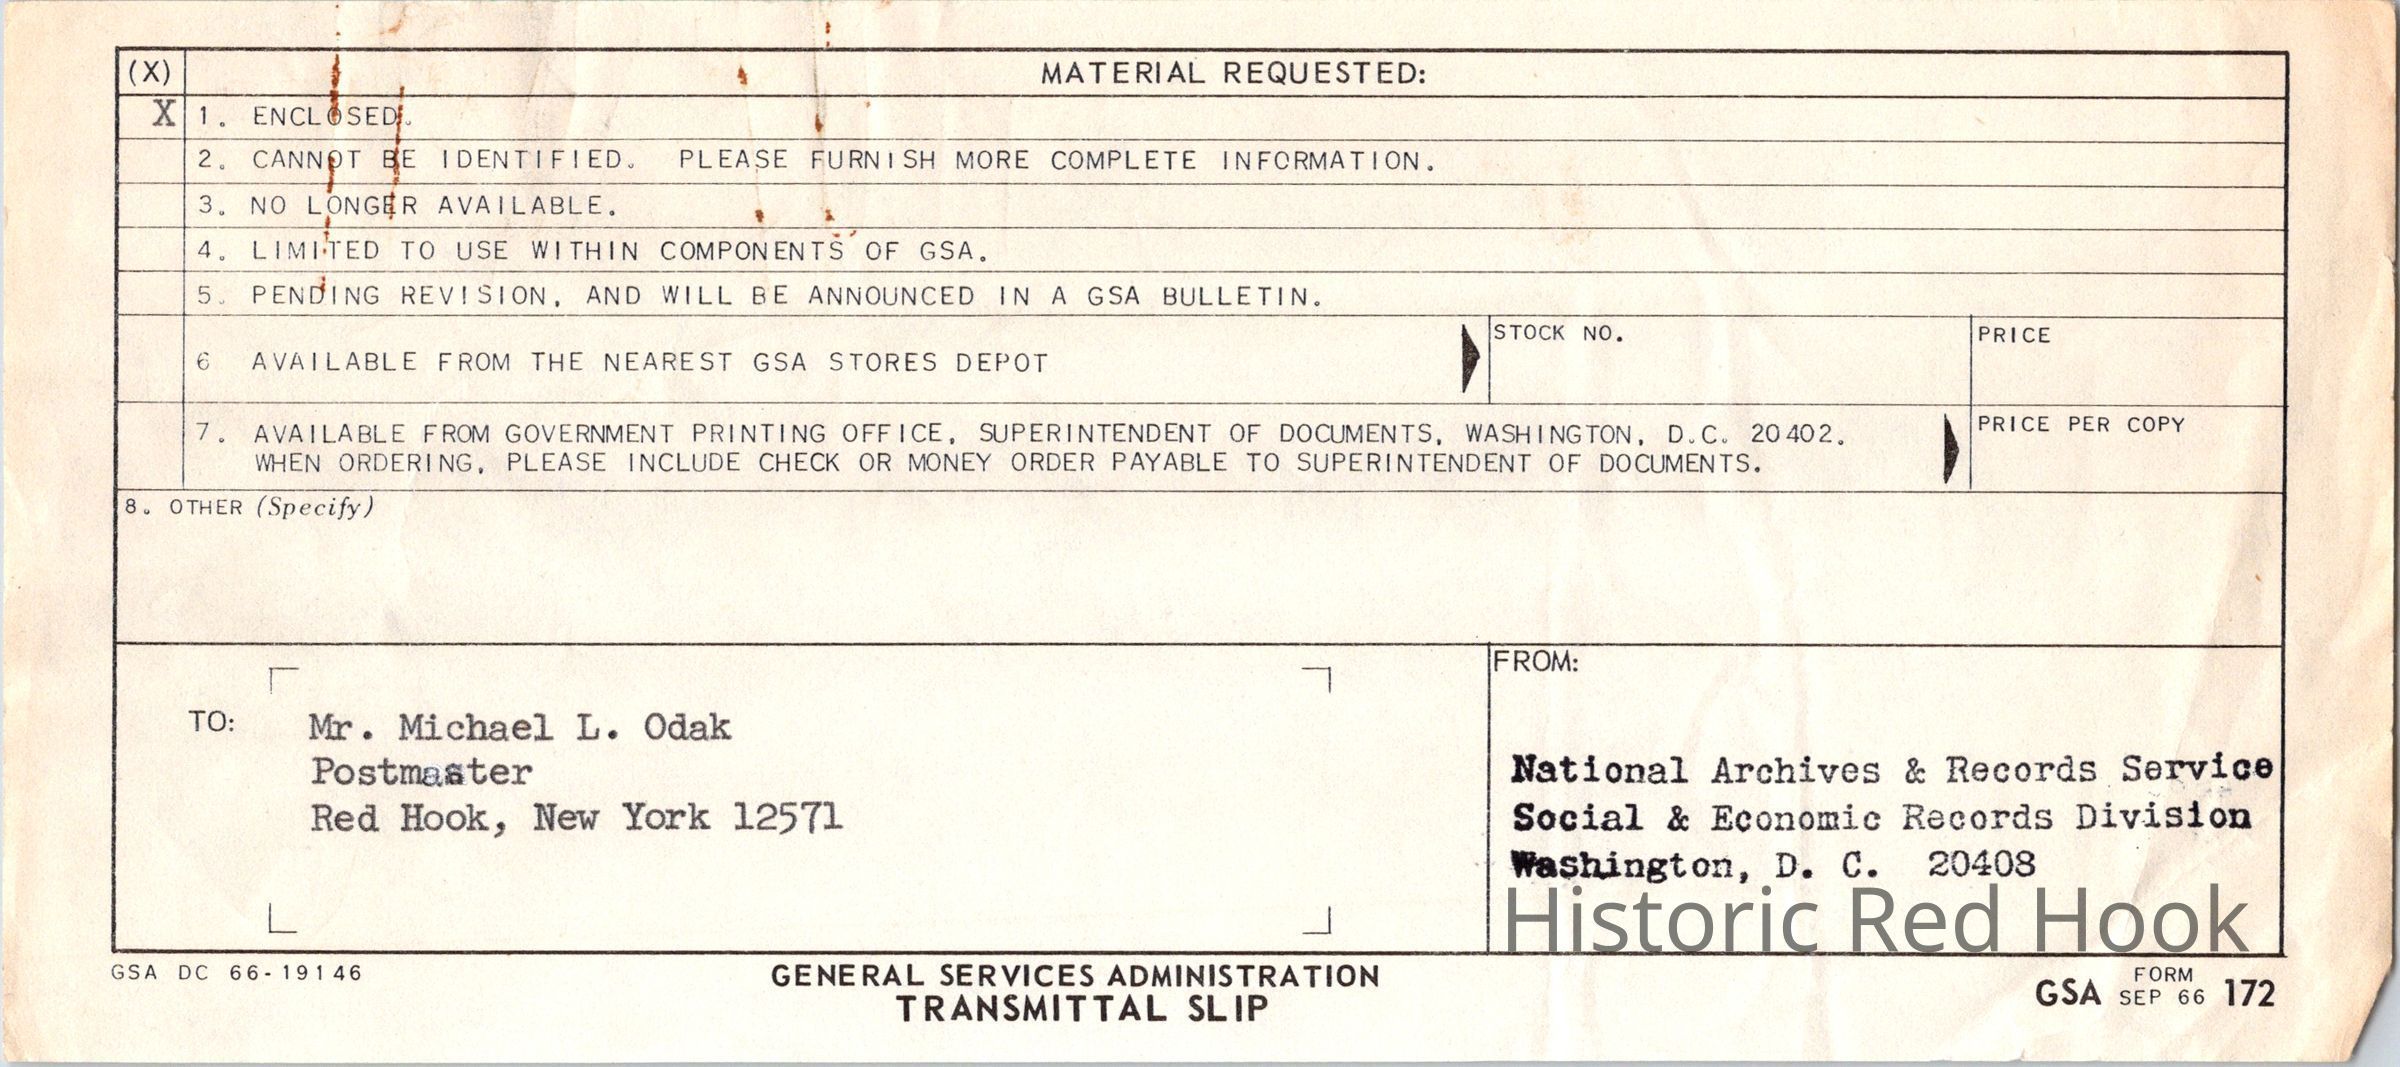 (X) MATERIAL REQUESTED:
X 1. ENCLOSED.
2. CANNOT BE IDENTIFIED. PLEASE FURNISH MORE COMPLETE INFORMATION.
3. NO LONGER AVAILABLE.
4. LIMITED TO USE WITHIN COMPONENTS OF GSA.
5. PENDING REVISION, AND WILL BE ANNOUNCED IN A GSA BULLETIN.
6 AVAILABLE FROM THE NEAREST GSA STORES DEPOT
STOCK NO.
PRICE
7. AVAILABLE FROM GOVERNMENT PRINTING OFFICE, SUPERINTENDENT OF DOCUMENTS, WASHINGTON, D.C. 20402.
WHEN ORDERING, PLEASE INCLUDE CHECK OR MONEY ORDER PAYABLE TO SUPERINTENDENT OF DOCUMENTS.
PRICE PER COPY
8. OTHER (Specify)
TO:
Mr. Michael L. Odak
Postmaster
Red Hook, New York 12571
FROM:
National Archives & Records Service
Social & Economic Records Division
Washington, D. C. 20408
Historic Red Hook
GSA DC 66-19146
GENERAL SERVICES ADMINISTRATION
TRANSMITTAL SLIP
GSA FORM SEP 66 172